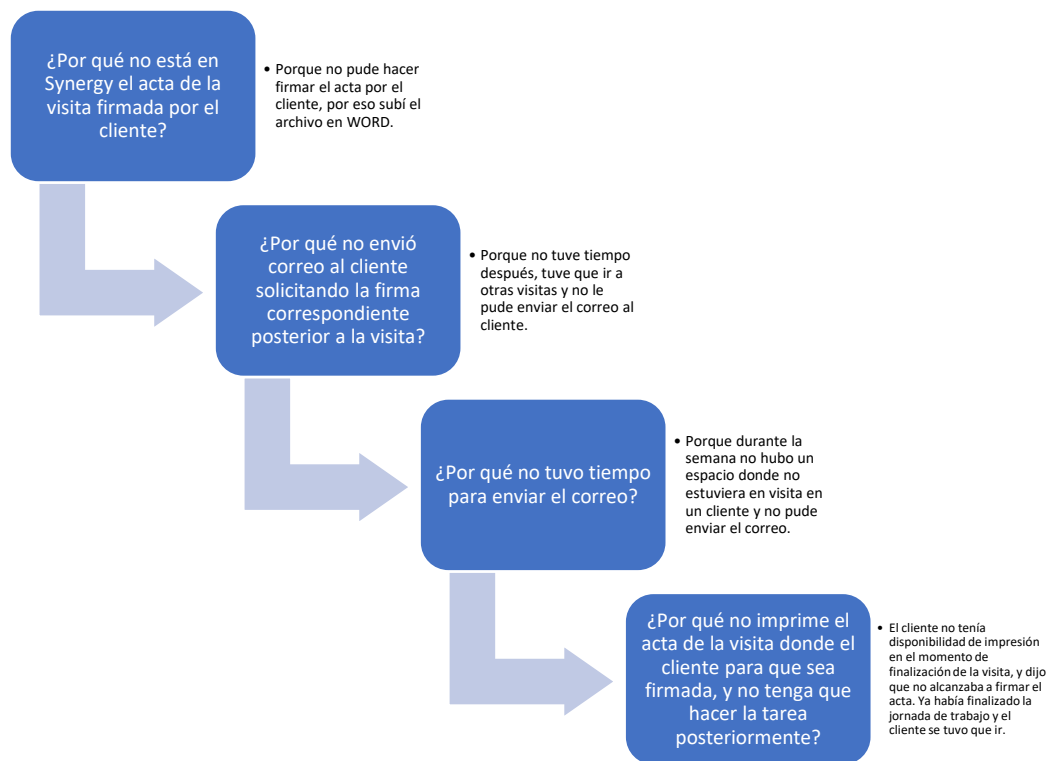 ¿Por qué no está en
Synergy el acta de la
visita firmada por el
cliente?
• Porque no pude hacer
firmar el acta por el
cliente, por eso subí el
archivo en WORD.
¿Por qué no envió
correo al cliente
solicitando la firma
correspondiente
posterior a la visita?
• Porque no tuve tiempo
después, tuve que ir a
otras visitas y no le
pude enviar el correo al
cliente.
¿Por qué no tuvo tiempo
para enviar el correo?
• Porque durante la
semana no hubo un
espacio donde no
estuviera en visita en
un cliente y no pude
enviar el correo.
¿Por qué no imprime el
acta de la visita donde el
cliente para que sea
firmada, y no tenga que
hacer la tarea
posteriormente?
• El cliente no tenía
disponibilidad de impresión
en el momento de
finalización de la visita, y dijo
que no alcanzaba a firmar el
acta. Ya había finalizado la
jornada de trabajo y el
cliente se tuvo que ir.